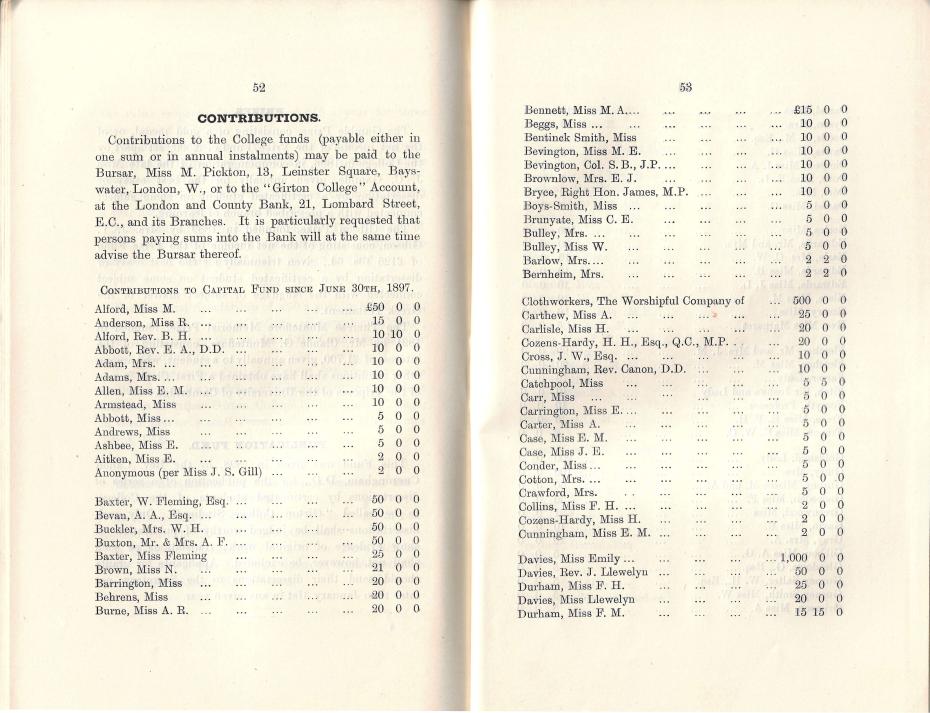 52
CONTRIBUTIONS.
Contributions to the College funds (payable either in
one sum or in annual instalments) may be paid to the
Bursar, Miss M. Pickton, 13, Leinster Square, Bays-
water, London, W., or to the "Girton College" Account,
at the London and County Bank, 21, Lombard Street,
E.C., and its Branches. It is particularly requested that
persons paying sums into the Bank will at the same time
advise the Bursar thereof.
CONTRIBUTIONS TO CAPITAL FUND SINCE JUNE 30TH, 1897.
Alford, Miss M. ... ... ... ... ... £50 0 0
Anderson, Miss R. ... ... ... ... ... 15 0 0
Alford, Rev. B. H. ... ... ... ... ... 10 10 0
Abbott, Rev. E. A., D.D. ... ... ... ... 10 0 0
Adam, Mrs. ... ... ... ... ... ... 10 0 0
Adams, Mrs. ... ... ... ... ... ... 10 0 0
Allen, Miss E. M. ... ... ... ... ... 10 0 0
Armstead, Miss ... ... ... ... ... 10 0 0
Abbott, Miss ... ... ... ... ... ... 5 0 0
Andrews, Miss ... ... ... ... ... 5 0 0
Ashbee, Miss E. ... ... ... ... ... 5 0 0
Aitken, Miss E. ... ... ... ... ... 2 0 0
Anonymous (per Miss J. S. Gill) ... ... ... 2 0 0
Baxter, W. Fleming, Esq. ... ... ... ... 50 0 0
Bevan, A. A., Esq. ... ... ... ... ... 50 0 0
Buckler, Mrs. W. H. ... ... ... ... 50 0 0
Buxton, Mr. & Mrs. A. F. ... ... ... ... 50 0 0
Baxter, Miss Fleming ... ... ... ... 25 0 0
Brown, Miss N. ... ... ... ... ... 21 0 0
Barrington, Miss ... ... ... ... ... 20 0 0
Behrens, Miss ... ... ... ... ... 20 0 0
Burne, Miss A. R. ... ... ... ... ... 20 0 0
53
Bennett, Miss M. A.... ... ... ... ... £15 0 0
Beggs, Miss ... ... ... ... ... ... 10 0 0
Bentinck Smith, Miss ... ... ... ... 10 0 0
Bevington, Miss M. E. ... ... ... ... 10 0 0
Bevington, Col. S. B., J.P. ... ... ... ... 10 0 0
Brownlow, Mrs. E. J. ... ... ... ... 10 0 0
Bryce, Right Hon. James, M.P. ... ... ... 10 0 0
Boys-Smith, Miss ... ... ... ... ... 5 0 0
Brunyate, Miss C. E. ... ... ... ... 5 0 0
Bulley, Mrs. ... ... ... ... ... ... 5 0 0
Bulley, Miss W. ... ... ... ... ... 5 0 0
Barlow, Mrs. ... ... ... ... ... ... 2 2 0
Bernheim, Mrs. ... ... ... ... ... 2 2 0
Clothworkers, The Worshipful Company of ... 500 0 0
Carthew, Miss A. ... ... ... ... ... 25 0 0
Carlisle, Miss H. ... ... ... ... ... 20 0 0
Cozens-Hardy, H. H., Esq., Q.C., M.P. . ... ... 20 0 0
Cross, J. W., Esq. ... ... ... ... ... 10 0 0
Cunningham, Rev. Canon, D.D. ... ... ... 10 0 0
Catchpool, Miss ... ... ... ... ... 5 5 0
Carr, Miss ... ... ... ... ... 5 0 0
Carrington, Miss E. ... ... ... ... ... 5 0 0
Carter, Miss A. ... ... ... ... ... 5 0 0
Case, Miss E. M. ... ... ... ... ... 5 0 0
Case, Miss J. E. ... ... ... ... ... 5 0 0
Conder, Miss ... ... ... ... ... ... 5 0 0
Cotton, Mrs. ... ... ... ... ... ... 5 0 0
Crawford, Mrs. .. ... ... ... ... 5 0 0
Collins, Miss F. H. ... ... ... ... ... 2 0 0
Cozens-Hardy, Miss H. ... ... ... ... 2 0 0
Cunningham, Miss E. M. ... ... ... ... 2 0 0
Davies, Miss Emily ... ... ... ... ... 1,000 0 0
Davies, Rev. J. Llewelyn ... ... ... ... 50 0 0
Durham, Miss F. H. ... ... ... ... 25 0 0
Davies, Miss Llewelyn ... ... ... ... 20 0 0
Durham, Miss F. M. ... ... ... ... 15 15 0